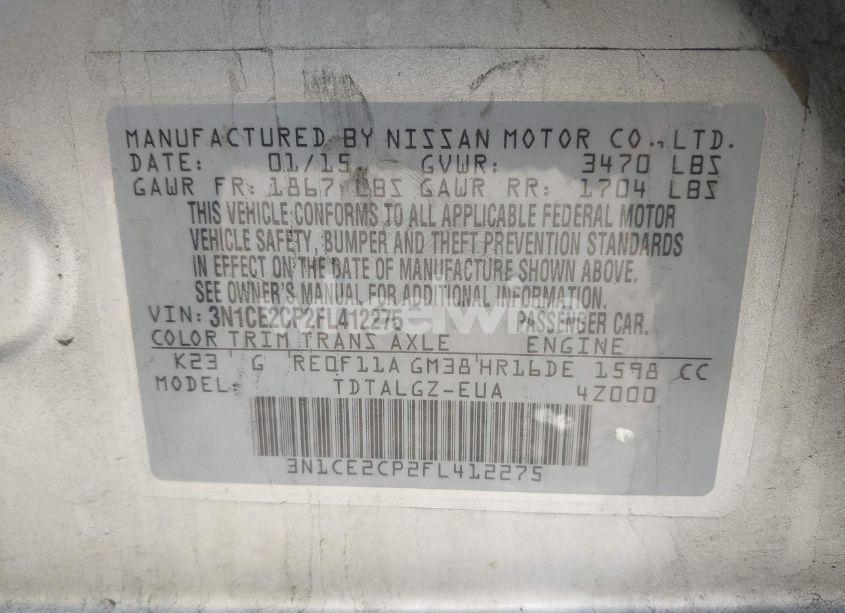 MANUFACTURED BY NISSAN MOTOR CO., LTD.
DATE: 01/15 GVWR: 3470 LBS
GAWR FR: 1867 LBS GAWR RR: 1704 LBS
THIS VEHICLE CONFORMS TO ALL APPLICABLE FEDERAL MOTOR
VEHICLE SAFETY, BUMPER AND THEFT PREVENTION STANDARDS
IN EFFECT ON THE DATE OF MANUFACTURE SHOWN ABOVE.
SEE OWNER'S MANUAL FOR ADDITIONAL INFORMATION.
VIN: 3N1CE2CP2FL412275 PASSENGER CAR.
COLOR TRIM TRANS AXLE ENGINE
K23 G RE0F11A GM38 HR16DE 1598 CC
MODEL: TDTALGZ-EUA 4Z000
3N1CE2CP2FL412275